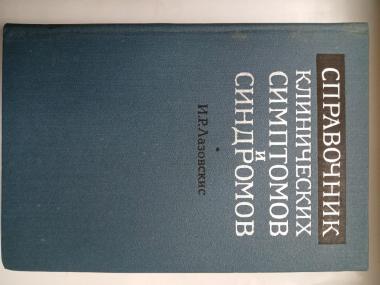 СПРАВОЧНИК
КЛИНИЧЕСКИХ
СИМПТОМОВ
И
СИНДРОМОВ
И.Р.Лазовскис